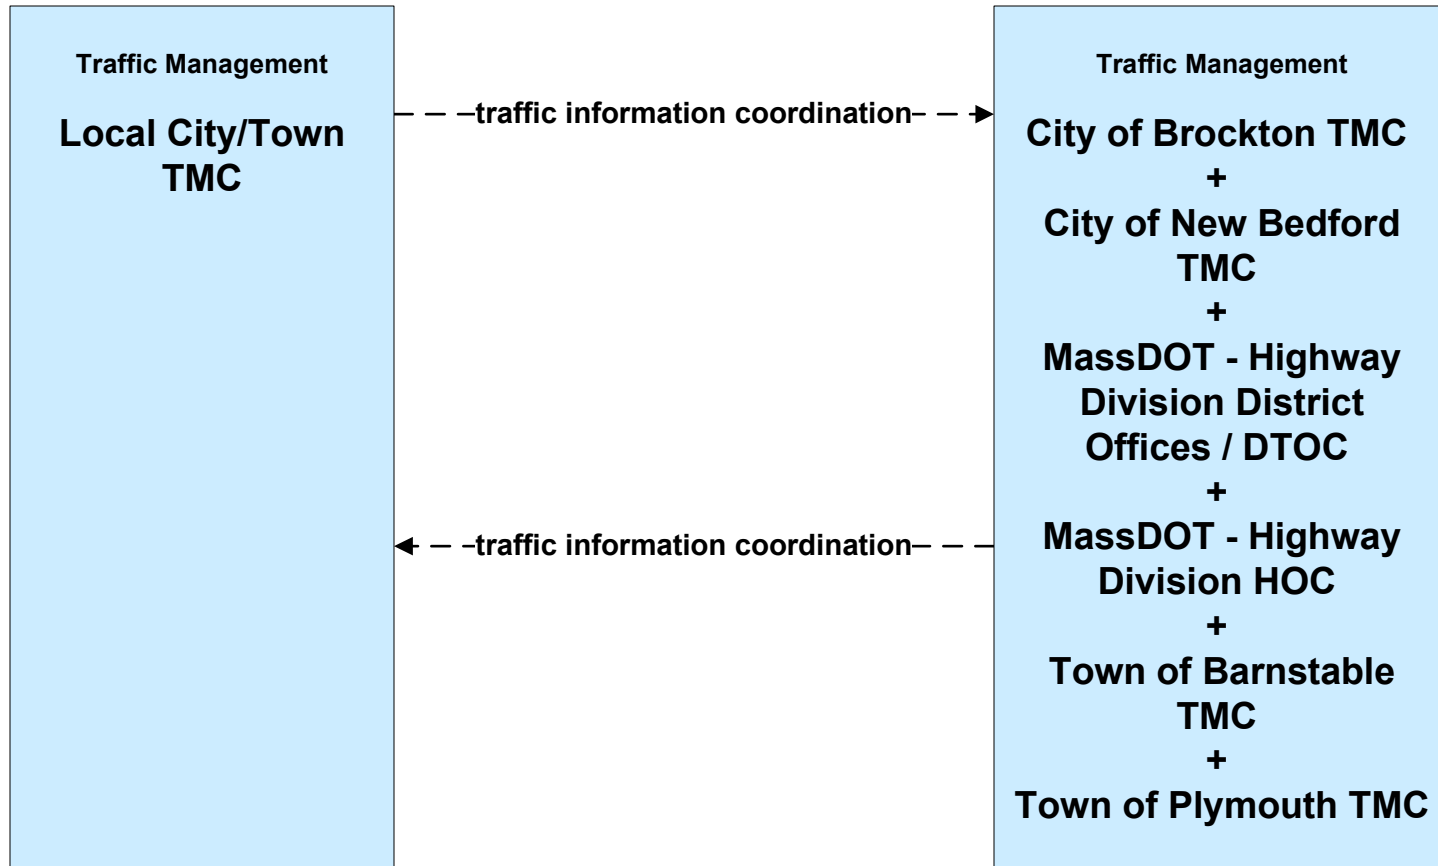 Traffic Management
Local City/Town
TMC
traffic information coordination
traffic information coordination
Traffic Management
City of Brockton TMC
+
City of New Bedford
TMC
+
MassDOT - Highway
Division District
Offices / DTOC
+
MassDOT - Highway
Division HOC
+
Town of Barnstable
TMC
+
Town of Plymouth TMC